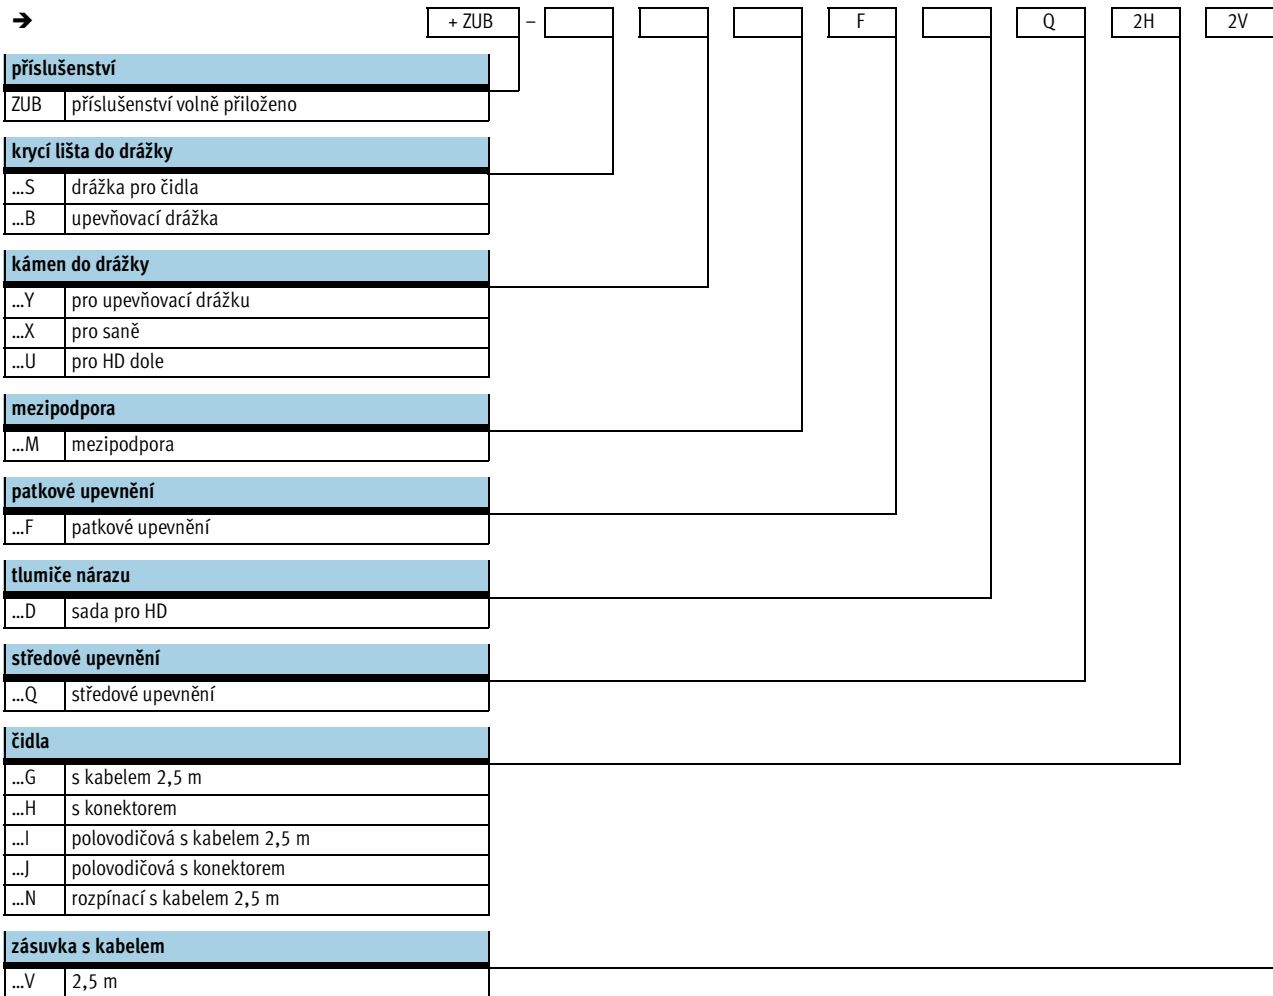 ➔ + ZUB – F Q 2H 2V
příslušenství
ZUB příslušenství volně přiloženo
krycí lišta do drážky
...S drážka pro čidla
...B upevňovací drážka
kámen do drážky
...Y pro upevňovací drážku
...X pro saně
...U pro HD dole
mezipodpora
...M mezipodpora
patkové upevnění
...F patkové upevnění
tlumiče nárazu
...D sada pro HD
středové upevnění
...Q středové upevnění
čidla
...G s kabelem 2,5 m
...H s konektorem
...I polovodičová s kabelem 2,5 m
...J polovodičová s konektorem
...N rozpínací s kabelem 2,5 m
zásuvka s kabelem
...V 2,5 m